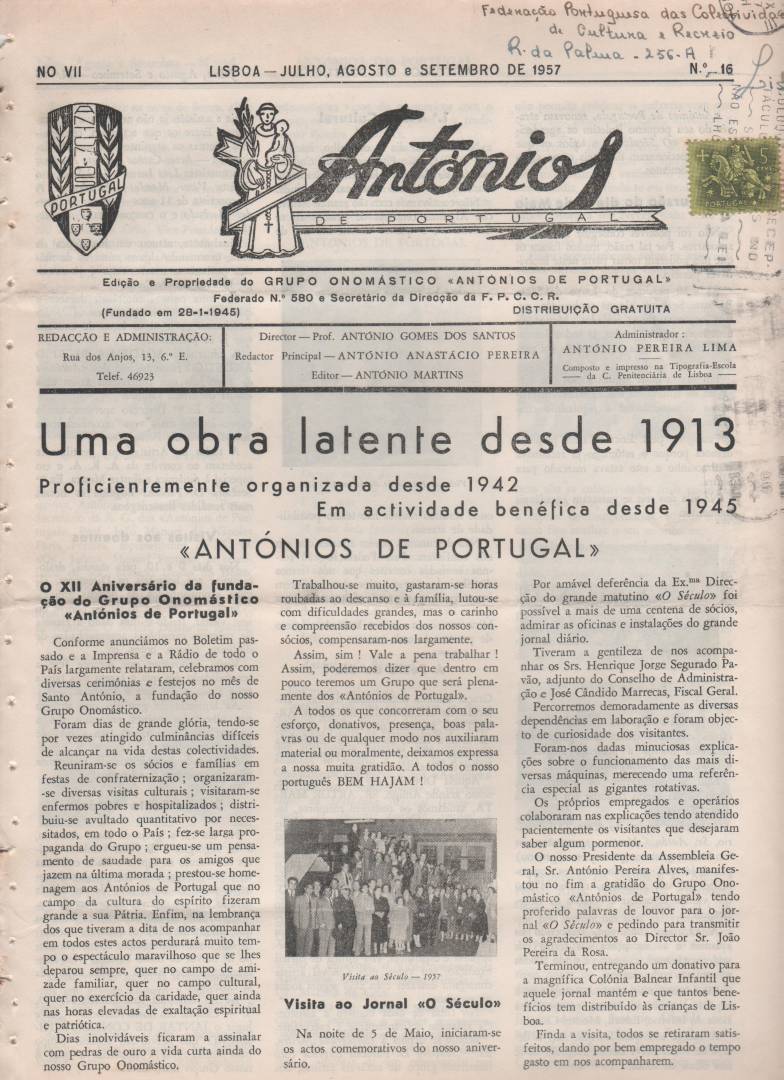 Federação Portuguesa das Colectividades
de Cultura e Recreio
R. da Palma - 256-A
NO VII
LISBOA — JULHO, AGOSTO e SETEMBRO DE 1957
N.º 16
PORTUGAL
Antónios
DE PORTUGAL
5
PORTUGAL
Edição e Propriedade do GRUPO ONOMÁSTICO «ANTÓNIOS DE PORTUGAL»
Federado N.º 580 e Secretário da Direcção da F. P. C. C. R.
(Fundado em 28-1-1945)
DISTRIBUIÇÃO GRATUITA
REDACÇÃO E ADMINISTRAÇÃO:
Rua dos Anjos, 13, 6.º E.
Telef. 46923
Director — Prof. ANTÓNIO GOMES DOS SANTOS
Redactor Principal — ANTÓNIO ANASTÁCIO PEREIRA
Editor — ANTÓNIO MARTINS
Administrador :
ANTÓNIO PEREIRA LIMA
Composto e impresso na Tipografia-Escola
da C. Penitenciária de Lisboa
Uma obra latente desde 1913
Proficientemente organizada desde 1942
Em actividade benéfica desde 1945
«ANTÓNIOS DE PORTUGAL»
O XII Aniversário da funda-
ção do Grupo Onomástico
«Antónios de Portugal»
Conforme anunciámos no Boletim pas-
sado e a Imprensa e a Rádio de todo o
País largamente relataram, celebramos com
diversas cerimónias e festejos no mês de
Santo António, a fundação do nosso
Grupo Onomástico.
Foram dias de grande glória, tendo-se
por vezes atingido culminâncias difíceis
de alcançar na vida destas colectividades.
Reuniram-se os sócios e famílias em
festas de confraternização ; organizaram-
-se diversas visitas culturais ; visitaram-se
enfermos pobres e hospitalizados ; distri-
buiu-se avultado quantitativo por neces-
sitados, em todo o País ; fez-se larga pro-
paganda do Grupo ; ergueu-se um pensa-
mento de saudade para os amigos que
jazem na última morada ; prestou-se home-
nagem aos Antónios de Portugal que no
campo da cultura do espírito fizeram
grande a sua Pátria. Enfim, na lembrança
dos que tiveram a dita de nos acompanhar
em todos estes actos perdurará muito tem-
po o espectáculo maravilhoso que se lhes
deparou sempre, quer no campo de ami-
zade familiar, quer no campo cultural,
quer no exercício da caridade, quer ainda
nas horas elevadas de exaltação espiritual
e patriótica.
Dias inolvidáveis ficaram a assinalar
com pedras de ouro a vida curta ainda do
nosso Grupo Onomástico.
Trabalhou-se muito, gastaram-se horas
roubadas ao descanso e à família, lutou-se
com dificuldades grandes, mas o carinho
e compreensão recebidos dos nossos con-
sócios, compensaram-nos largamente.
Assim, sim ! Vale a pena trabalhar !
Assim, poderemos dizer que dentro em
pouco teremos um Grupo que será plena-
mente dos «Antónios de Portugal».
A todos os que concorreram com o seu
esforço, donativos, presença, boas pala-
vras ou de qualquer modo nos auxiliaram
material ou moralmente, deixamos expressa
a nossa muita gratidão. A todos o nosso
português BEM HAJAM !
Visita ao Século — 1957
Visita ao Jornal «O Século»
Na noite de 5 de Maio, iniciaram-se
os actos comemorativos do nosso aniver-
sário.
Por amável deferência da Ex.ma Direc-
ção do grande matutino «O Século» foi
possível a mais de uma centena de sócios,
admirar as oficinas e instalações do grande
jornal diário.
Tiveram a gentileza de nos acompa-
nhar os Srs. Henrique Jorge Segurado Pa-
vão, adjunto do Conselho de Administra-
ção e José Cândido Marrecas, Fiscal Geral.
Percorremos demoradamente as diversas
dependências em laboração e foram objec-
to de curiosidade dos visitantes.
Foram-nos dadas minuciosas explica-
ções sobre o funcionamento das mais di-
versas máquinas, merecendo uma referên-
cia especial as gigantes rotativas.
Os próprios empregados e operários
colaboraram nas explicações tendo atendido
pacientemente os visitantes que desejaram
saber algum pormenor.
O nosso Presidente da Assembleia Ge-
ral, Sr. António Pereira Alves, manifes-
tou no fim a gratidão do Grupo Ono-
mástico «Antónios de Portugal» tendo
proferido palavras de louvor para o jor-
nal «O Século» e pedindo para transmitir
os agradecimentos ao Director Sr. João
Pereira da Rosa.
Terminou, entregando um donativo para
a magnífica Colónia Balnear Infantil que
aquele jornal mantém e que tantos bene-
fícios tem distribuído às crianças de Lis-
boa.
Finda a visita, todos se retiraram satis-
feitos, dando por bem empregado o tempo
gasto em nos acompanharem.